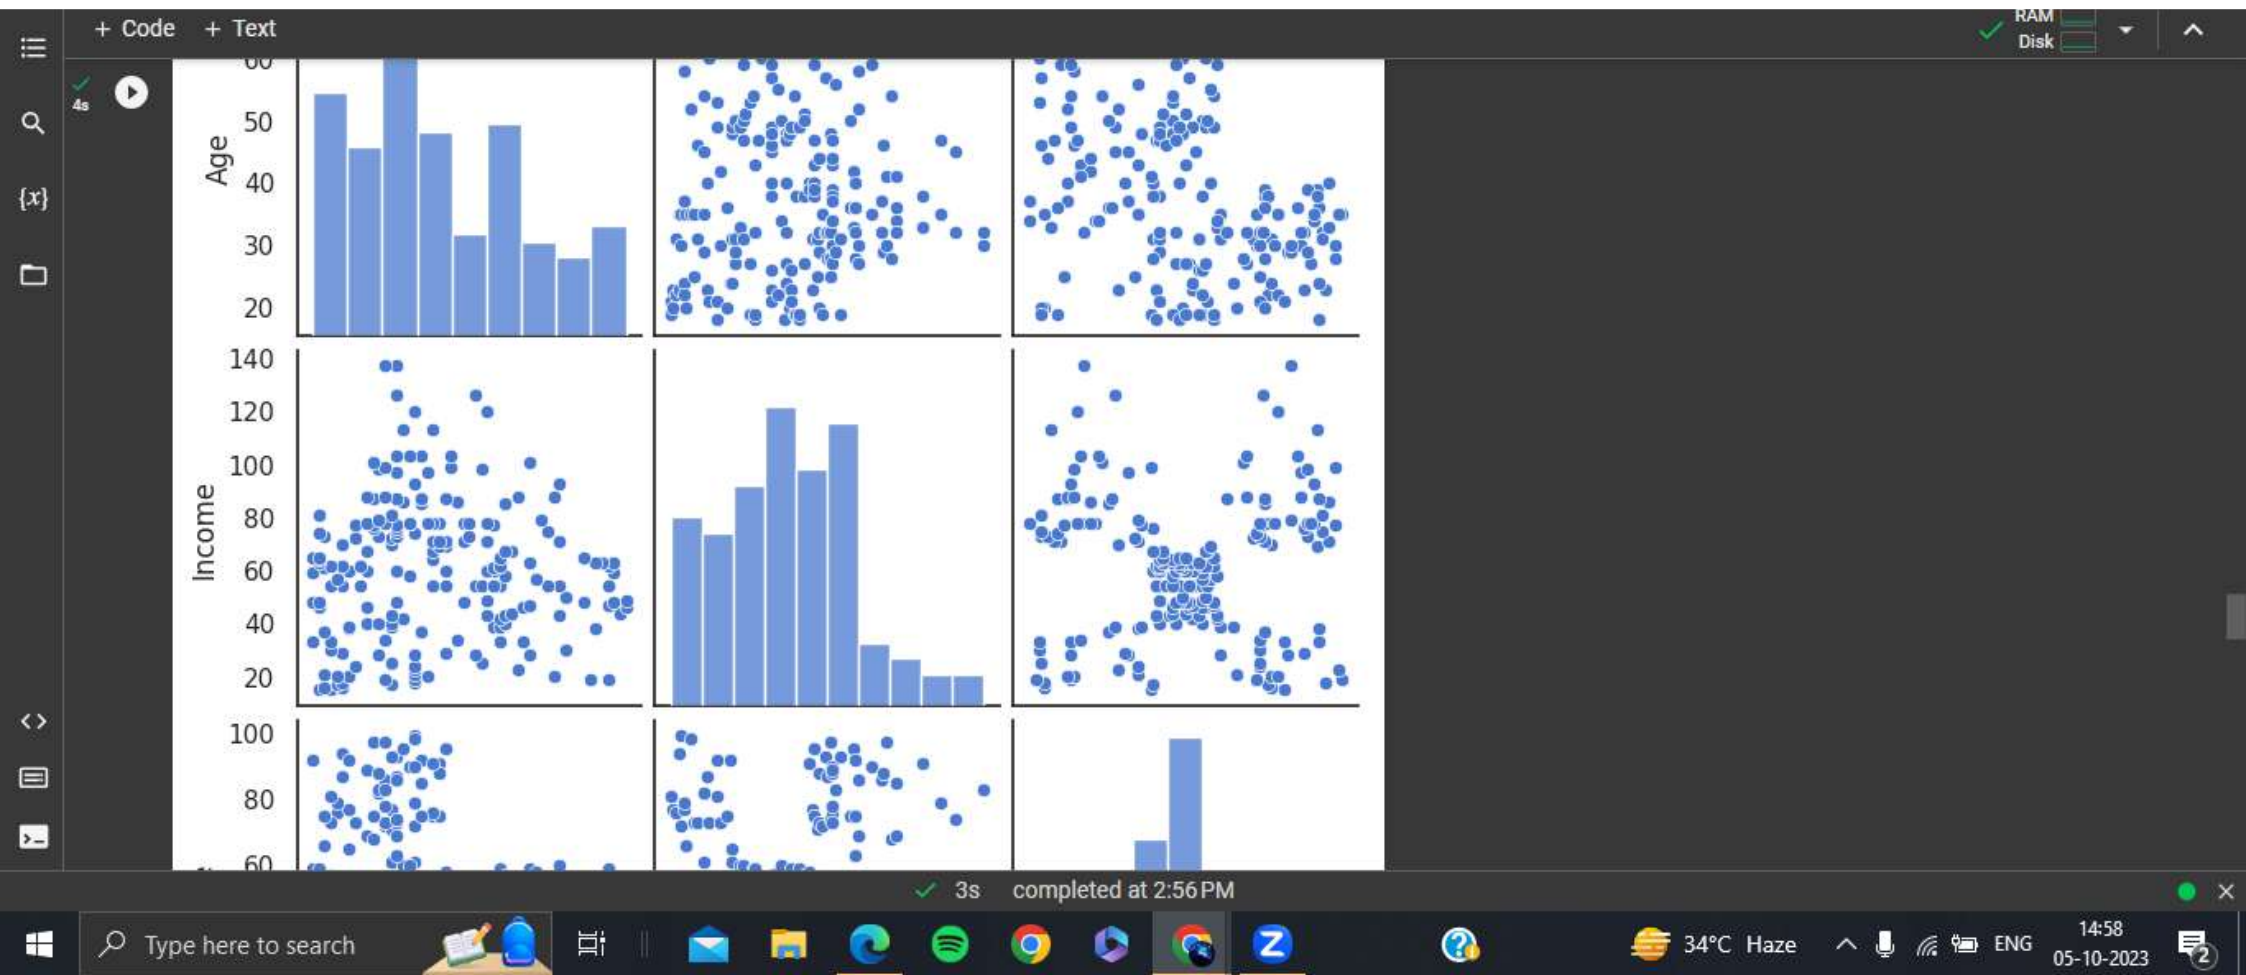 + Code + Text
RAM
Disk
4s
{x}
60
50
40
30
20
Age
140
120
100
80
60
40
20
Income
100
80
60
3s completed at 2:56 PM
Type here to search
34°C Haze
ENG
14:58
05-10-2023
2